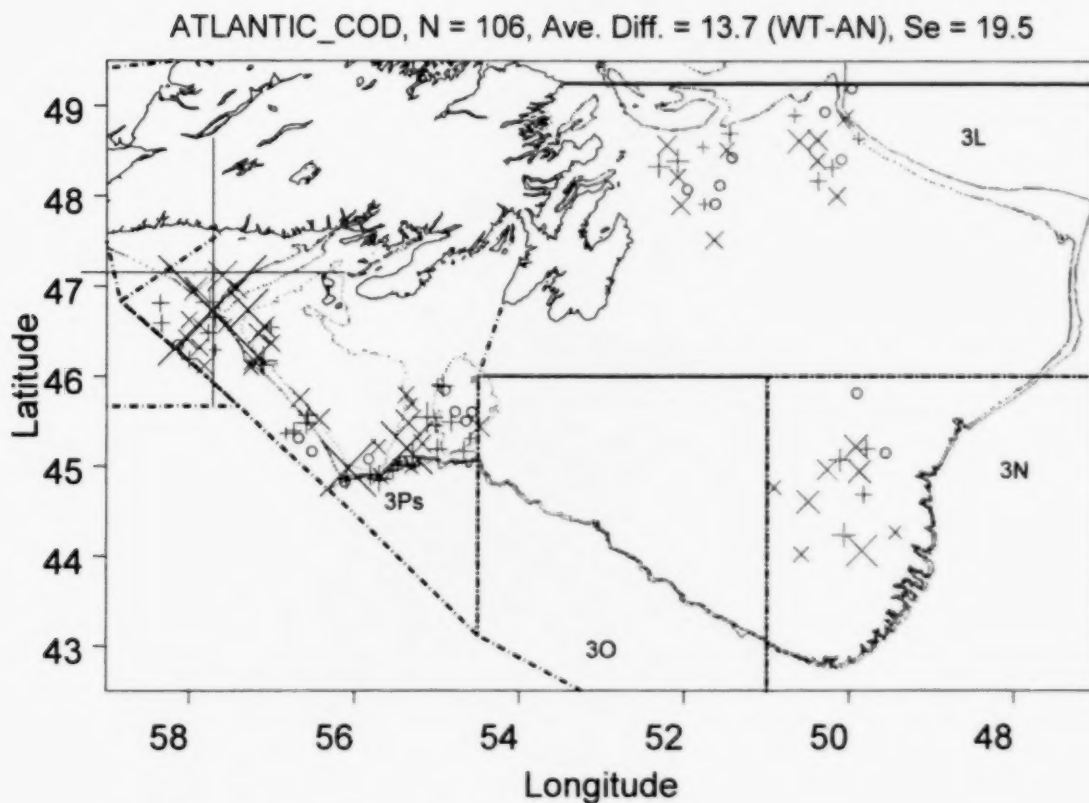 ATLANTIC_COD, N = 106, Ave. Diff. = 13.7 (WT-AN), Se = 19.5
49
48
47
46
45
44
43
Latitude
3L
3N
3Ps
3O
58
56
54
52
50
48
Longitude